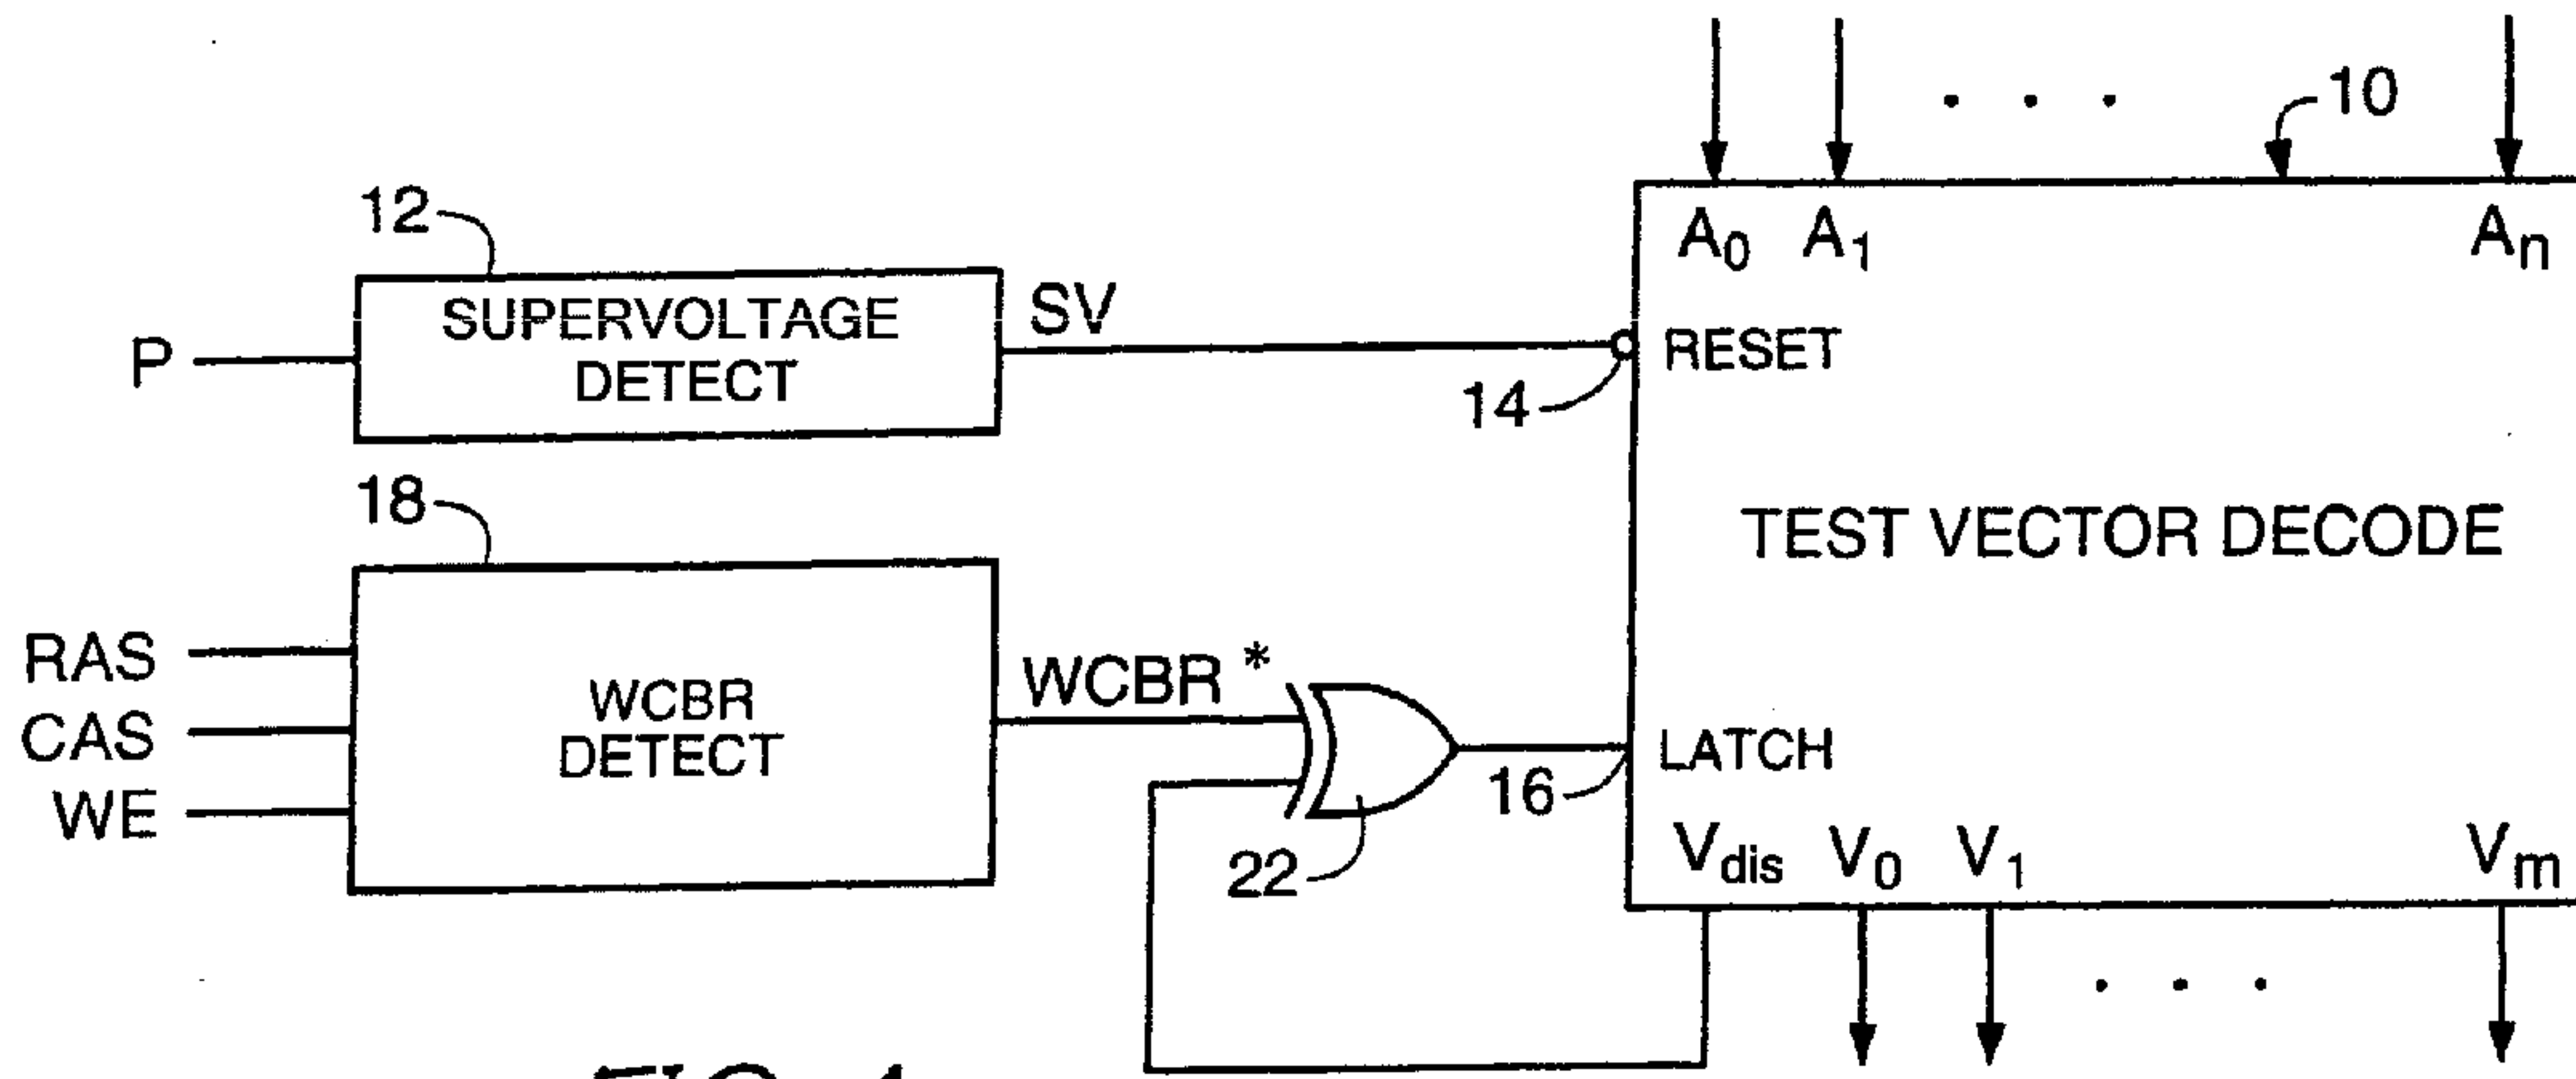 10
A0 A1 An
12
SUPERVOLTAGE
DETECT
SV
P
RESET
14
18
TEST VECTOR DECODE
RAS
CAS
WE
WCBR
DETECT
WCBR *
LATCH
16
22
Vdis V0 V1 Vm